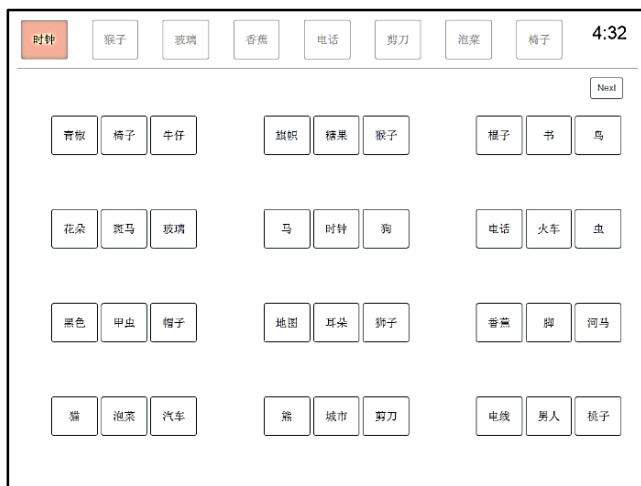 时钟 猴子 玻璃 香蕉 电话 剪刀 泡菜 椅子 4:32
Next
青椒 椅子 牛仔 旗帜 糖果 猴子 棍子 书 鸟
花朵 斑马 玻璃 马 时钟 狗 电话 火车 虫
黑色 甲虫 帽子 地图 耳朵 狮子 香蕉 脚 河马
猫 泡菜 汽车 熊 城市 剪刀 电线 男人 桃子